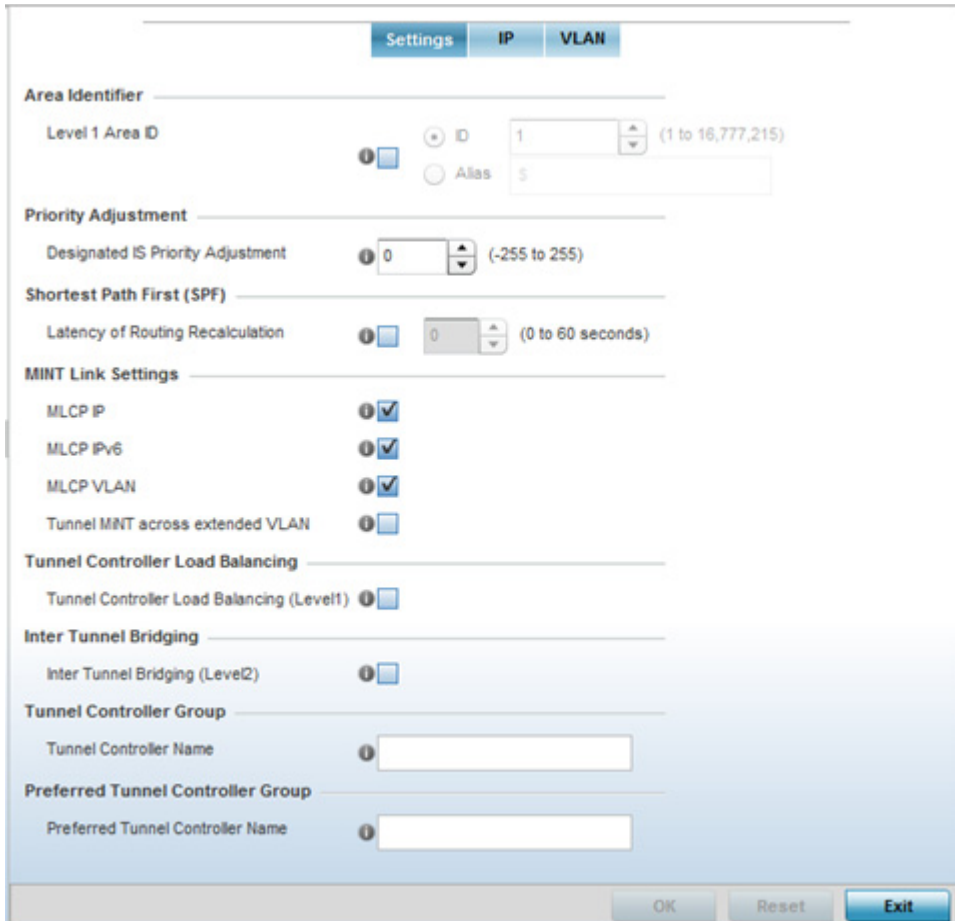 Settings IP VLAN
Area Identifier
Level 1 Area ID
ID 1 (1 to 16,777,215)
Alias $
Priority Adjustment
Designated IS Priority Adjustment 0 (-255 to 255)
Shortest Path First (SPF)
Latency of Routing Recalculation 0 (0 to 60 seconds)
MINT Link Settings
MLCP IP
MLCP IPv6
MLCP VLAN
Tunnel MiNT across extended VLAN
Tunnel Controller Load Balancing
Tunnel Controller Load Balancing (Level1)
Inter Tunnel Bridging
Inter Tunnel Bridging (Level2)
Tunnel Controller Group
Tunnel Controller Name
Preferred Tunnel Controller Group
Preferred Tunnel Controller Name
OK Reset Exit